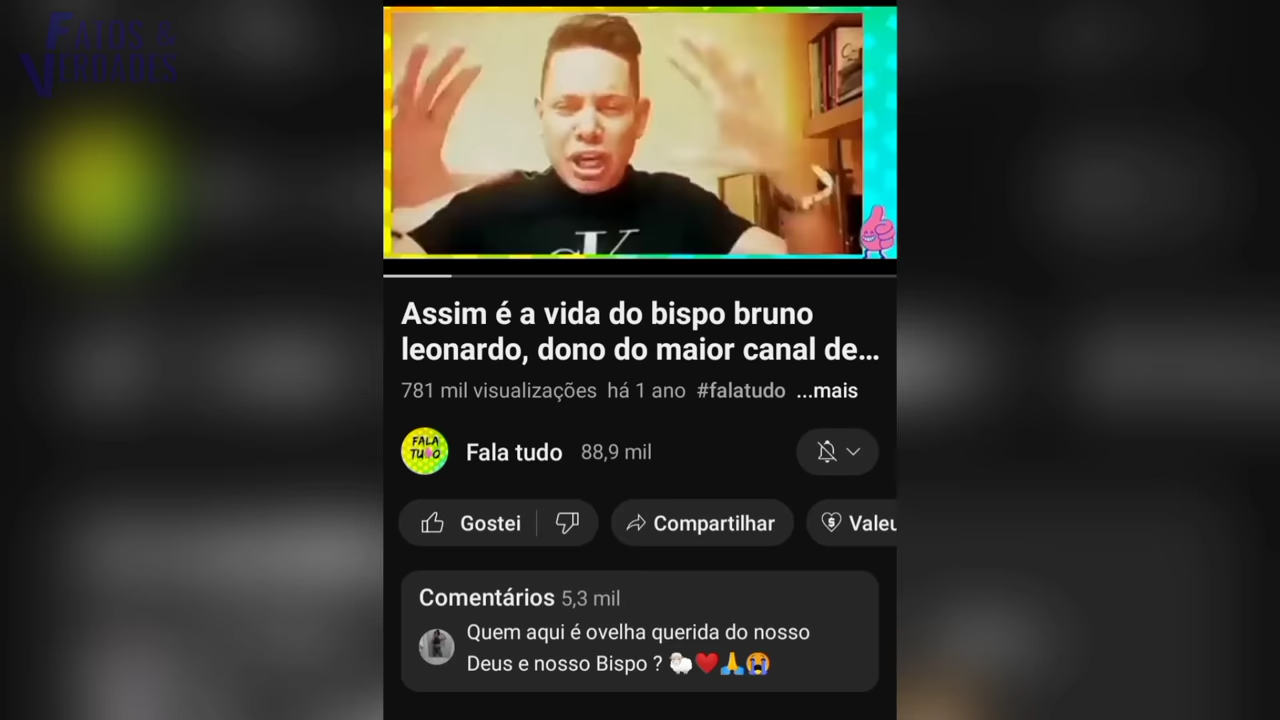 FATOS &
VERDADES
CK
Assim é a vida do bispo bruno
leonardo, dono do maior canal de...
781 mil visualizações há 1 ano #falatudo ...mais
FALA
TUDO
Fala tudo 88,9 mil
Gostei
Compartilhar
Valeu
Comentários 5,3 mil
Quem aqui é ovelha querida do nosso
Deus e nosso Bispo ? 🐑❤️🙏😭